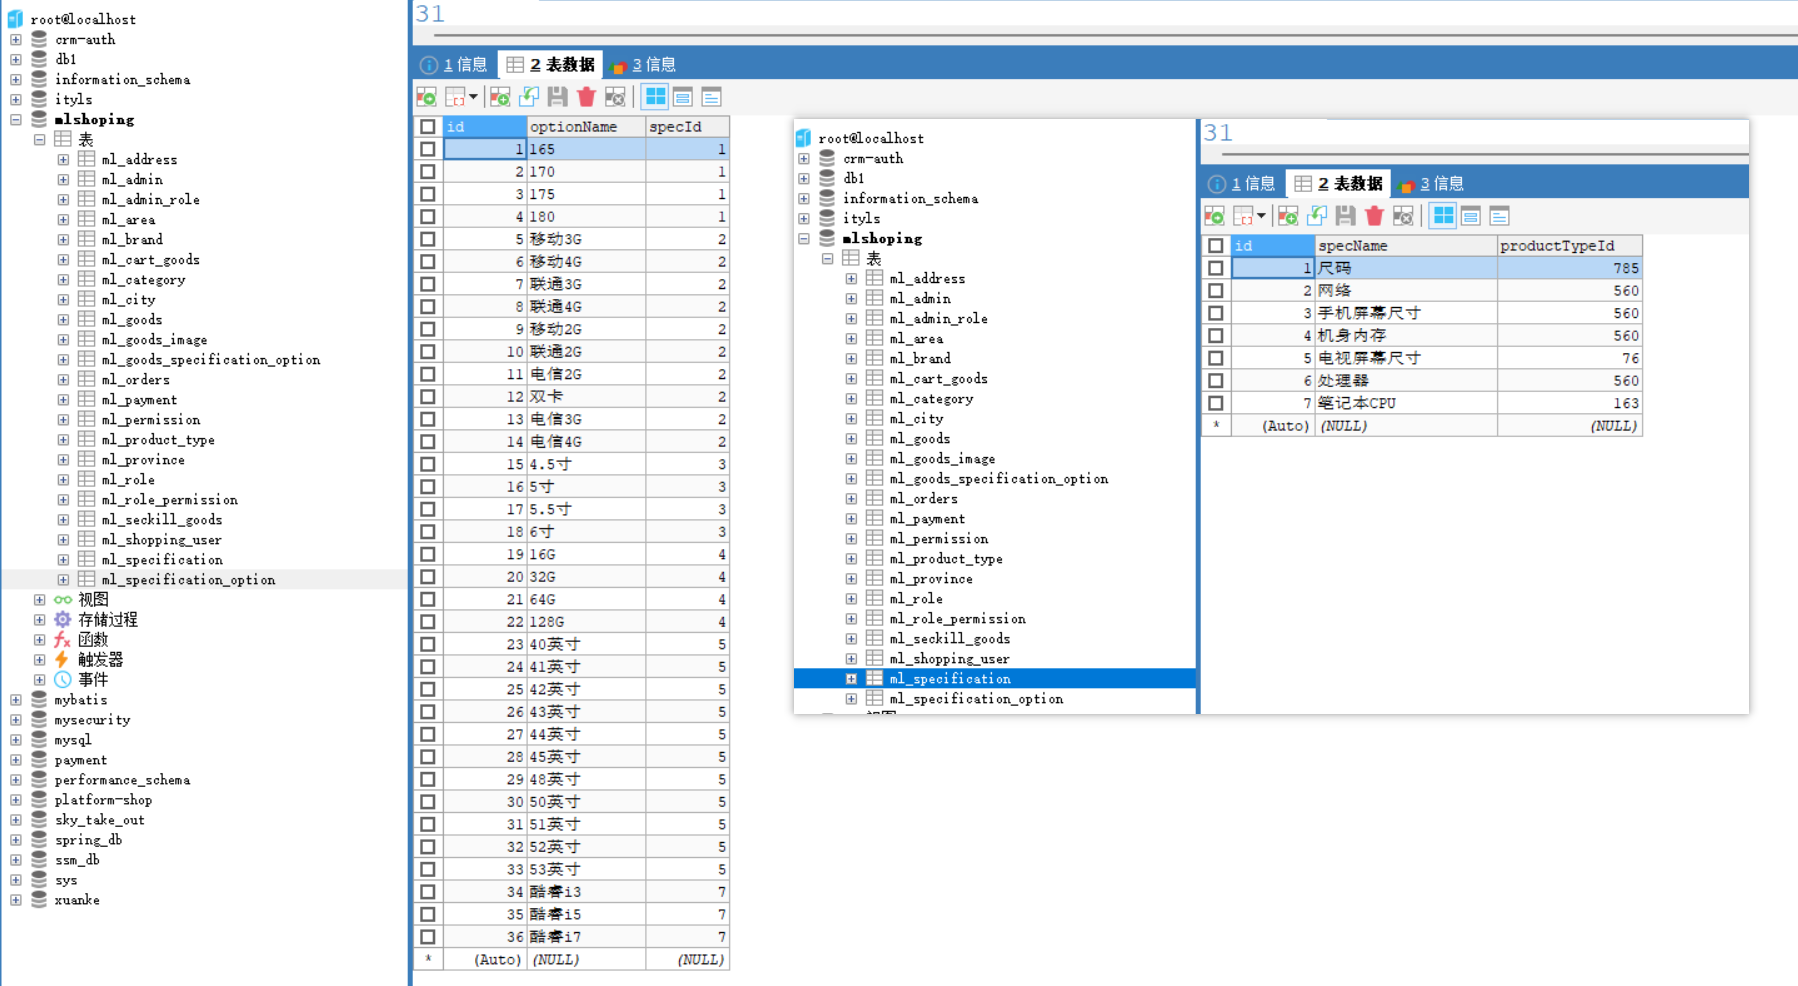 root@localhost
crm-auth
db1
information_schema
ityls
mlshoping
表
ml_address
ml_admin
ml_admin_role
ml_area
ml_brand
ml_cart_goods
ml_category
ml_city
ml_goods
ml_goods_image
ml_goods_specification_option
ml_orders
ml_payment
ml_permission
ml_product_type
ml_province
ml_role
ml_role_permission
ml_seckill_goods
ml_shopping_user
ml_specification
ml_specification_option
视图
存储过程
函数
触发器
事件
mybatis
mysecurity
mysql
payment
performance_schema
platform-shop
sky_take_out
spring_db
ssm_db
sys
xuanke
31
1 信息 2 表数据 3 信息
id optionName specId
1 165 1
2 170 1
3 175 1
4 180 1
5 移动3G 2
6 移动4G 2
7 联通3G 2
8 联通4G 2
9 移动2G 2
10 联通2G 2
11 电信2G 2
12 双卡 2
13 电信3G 2
14 电信4G 2
15 4.5寸 3
16 5寸 3
17 5.5寸 3
18 6寸 3
19 16G 4
20 32G 4
21 64G 4
22 128G 4
23 40英寸 5
24 41英寸 5
25 42英寸 5
26 43英寸 5
27 44英寸 5
28 45英寸 5
29 48英寸 5
30 50英寸 5
31 51英寸 5
32 52英寸 5
33 53英寸 5
34 酷睿i3 7
35 酷睿i5 7
36 酷睿i7 7
* (Auto) (NULL) (NULL)
root@localhost
crm-auth
db1
information_schema
ityls
mlshoping
表
ml_address
ml_admin
ml_admin_role
ml_area
ml_brand
ml_cart_goods
ml_category
ml_city
ml_goods
ml_goods_image
ml_goods_specification_option
ml_orders
ml_payment
ml_permission
ml_product_type
ml_province
ml_role
ml_role_permission
ml_seckill_goods
ml_shopping_user
ml_specification
ml_specification_option
31
1 信息 2 表数据 3 信息
id specName productTypeId
1 尺码 785
2 网络 560
3 手机屏幕尺寸 560
4 机身内存 560
5 电视屏幕尺寸 76
6 处理器 560
7 笔记本CPU 163
* (Auto) (NULL) (NULL)